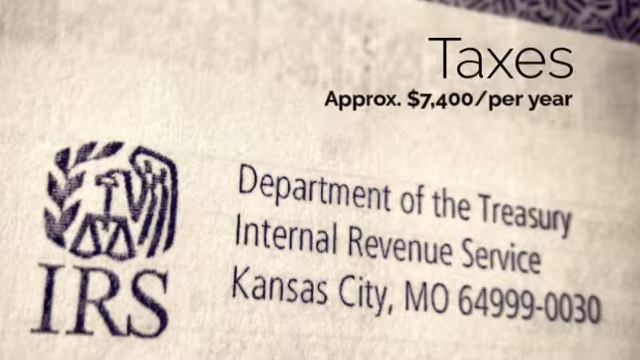 Taxes
Approx. $7,400/per year
Department of the Treasury
Internal Revenue Service
Kansas City, MO 64999-0030
IRS